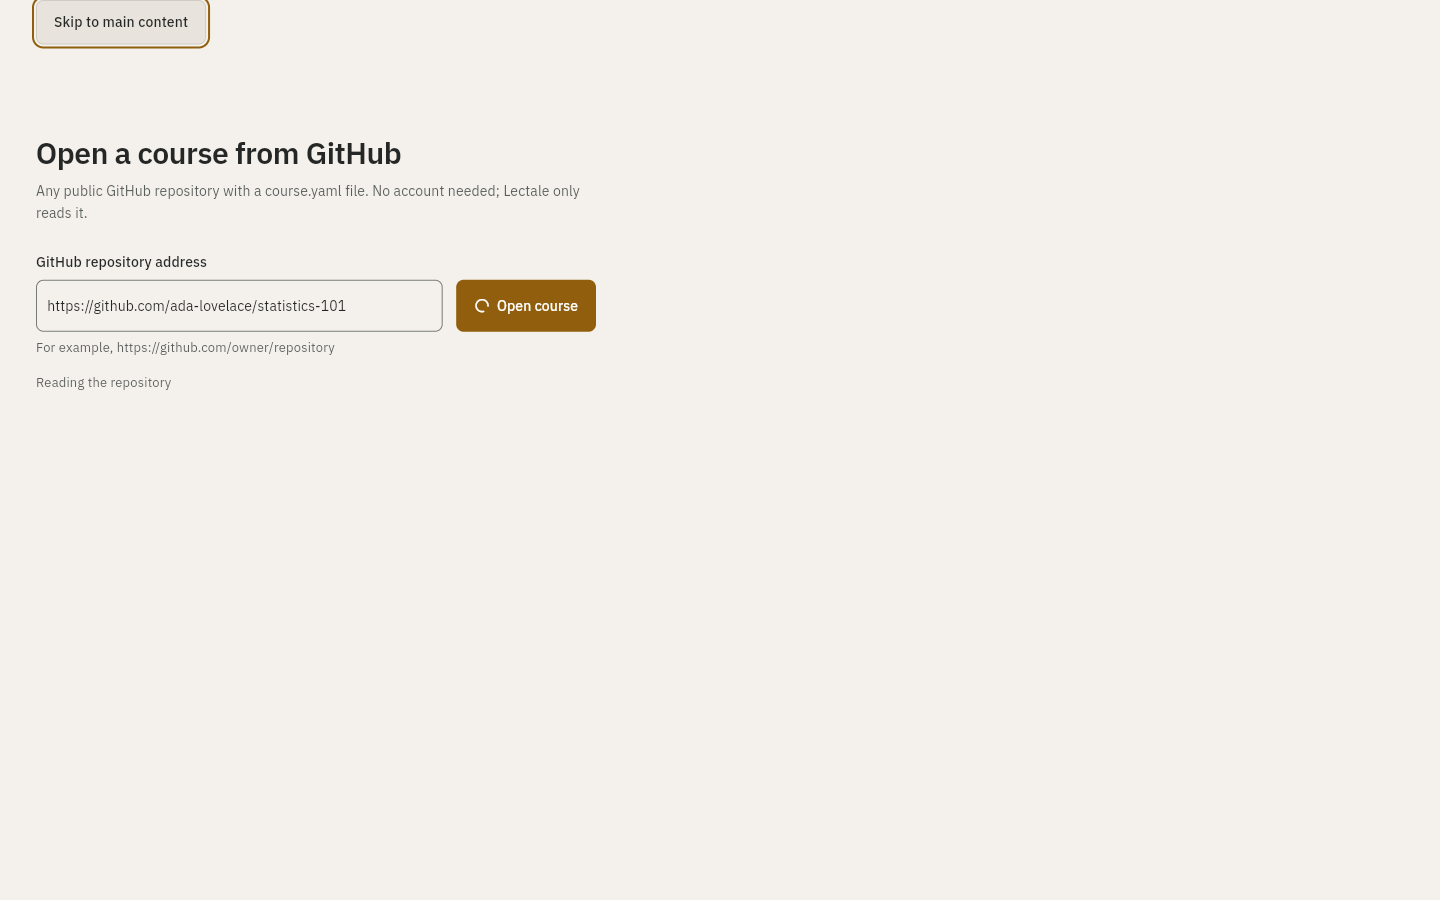 Skip to main content
Open a course from GitHub
Any public GitHub repository with a course.yaml file. No account needed; Lectale only
reads it.
GitHub repository address
https://github.com/ada-lovelace/statistics-101
Open course
For example, https://github.com/owner/repository
Reading the repository